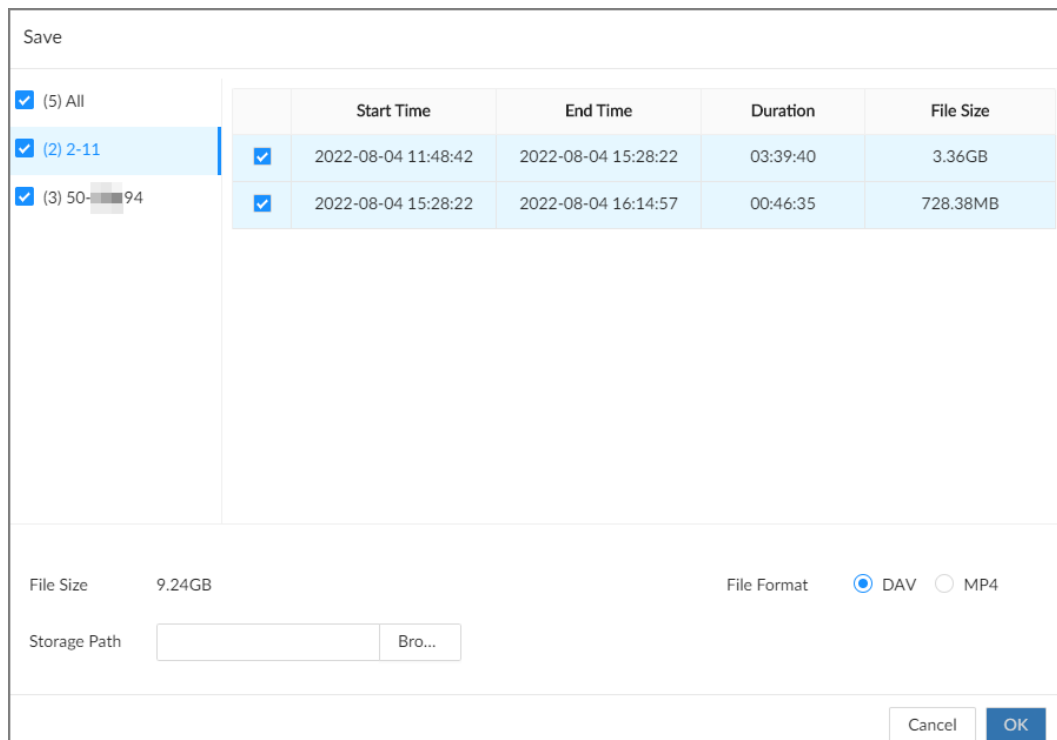 Save
(5) All
(2) 2-11
(3) 50-94
Start Time End Time Duration File Size
2022-08-04 11:48:42 2022-08-04 15:28:22 03:39:40 3.36GB
2022-08-04 15:28:22 2022-08-04 16:14:57 00:46:35 728.38MB
File Size 9.24GB File Format DAV MP4
Storage Path Bro...
Cancel OK